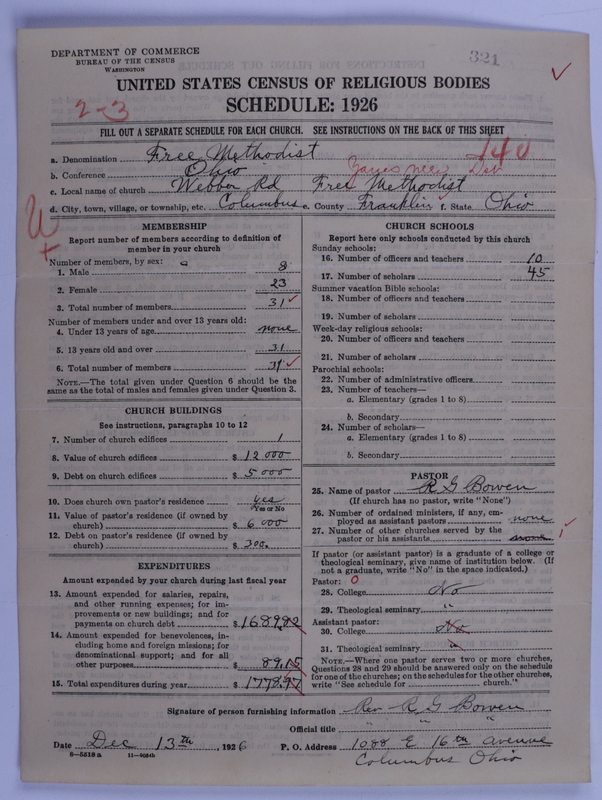 DEPARTMENT OF COMMERCE
BUREAU OF THE CENSUS
WASHINGTON
321
UNITED STATES CENSUS OF RELIGIOUS BODIES
SCHEDULE: 1926
2-3
FILL OUT A SEPARATE SCHEDULE FOR EACH CHURCH. SEE INSTRUCTIONS ON THE BACK OF THIS SHEET
a. Denomination Free Methodist
b. Conference Ohio
c. Local name of church Webber Rd Free Methodist
d. City, town, village, or township, etc. Columbus e. County Franklin f. State Ohio
MEMBERSHIP
Report number of members according to definition of member in your church
Number of members, by sex:
1. Male 8
2. Female 23
3. Total number of members 31
Number of members under and over 13 years old:
4. Under 13 years of age none
5. 13 years old and over 31
6. Total number of members 31
NOTE.—The total given under Question 6 should be the same as the total of males and females given under Question 3.
CHURCH BUILDINGS
See instructions, paragraphs 10 to 12
7. Number of church edifices 1
8. Value of church edifices $ 12 000
9. Debt on church edifices $ 5 000
10. Does church own pastor's residence yes
Yes or No
11. Value of pastor's residence (if owned by church) $ 6 000
12. Debt on pastor's residence (if owned by church) $ 300.
EXPENDITURES
Amount expended by your church during last fiscal year
13. Amount expended for salaries, repairs, and other running expenses; for improvements or new buildings; and for payments on church debt $ 1689.82
14. Amount expended for benevolences, including home and foreign missions; for denominational support; and for all other purposes 89.15
15. Total expenditures during year $ 1778.97
CHURCH SCHOOLS
Report here only schools conducted by this church
Sunday schools:
16. Number of officers and teachers 10
17. Number of scholars 45
Summer vacation Bible schools:
18. Number of officers and teachers
19. Number of scholars
Week-day religious schools:
20. Number of officers and teachers
21. Number of scholars
Parochial schools:
22. Number of administrative officers
23. Number of teachers—
a. Elementary (grades 1 to 8)
b. Secondary
24. Number of scholars—
a. Elementary (grades 1 to 8)
b. Secondary
PASTOR
25. Name of pastor R G Bowen
(If church has no pastor, write "None")
26. Number of ordained ministers, if any, employed as assistant pastors none
27. Number of other churches served by the pastor or his assistants 1
If pastor (or assistant pastor) is a graduate of a college or theological seminary, give name of institution below. (If not a graduate, write "No" in the space indicated.)
Pastor: 0
28. College No
29. Theological seminary "
Assistant pastor:
30. College No
31. Theological seminary "
NOTE.—Where one pastor serves two or more churches, Questions 28 and 29 should be answered only on the schedule for one of the churches; on the schedules for the other churches, write "See schedule for church."
Signature of person furnishing information Rev R G Bowen
Official title " " "
Date Dec 13th, 1926 P. O. Address 1088 E 16th avenue
Columbus Ohio
8—5518 a